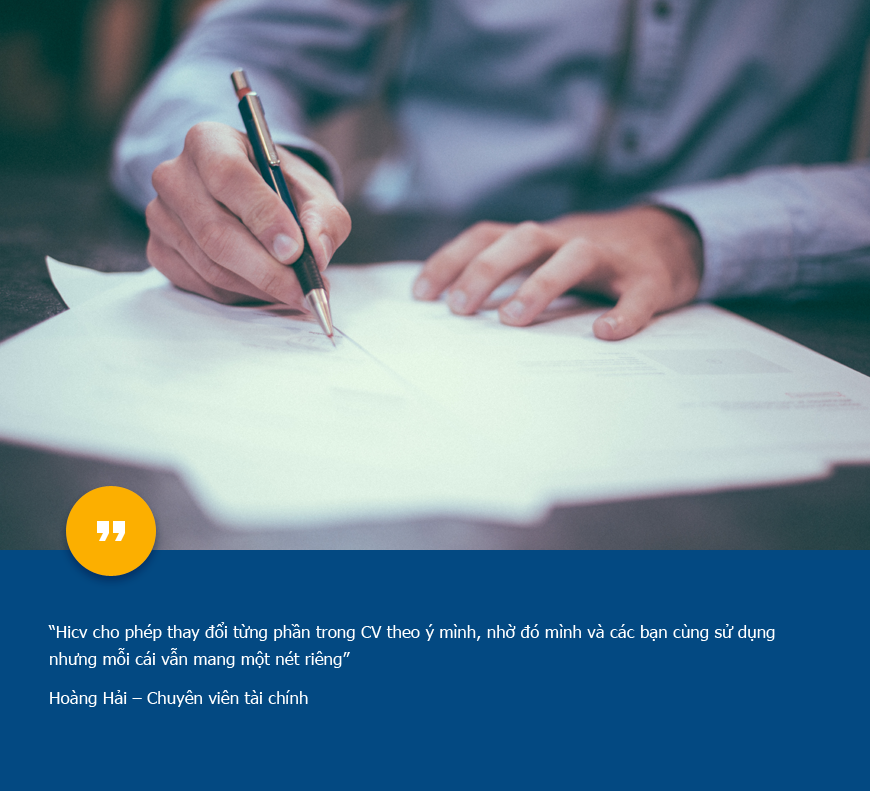 “Hicv cho phép thay đổi từng phần trong CV theo ý mình, nhờ đó mình và các bạn cùng sử dụng
nhưng mỗi cái vẫn mang một nét riêng”
Hoàng Hải – Chuyên viên tài chính